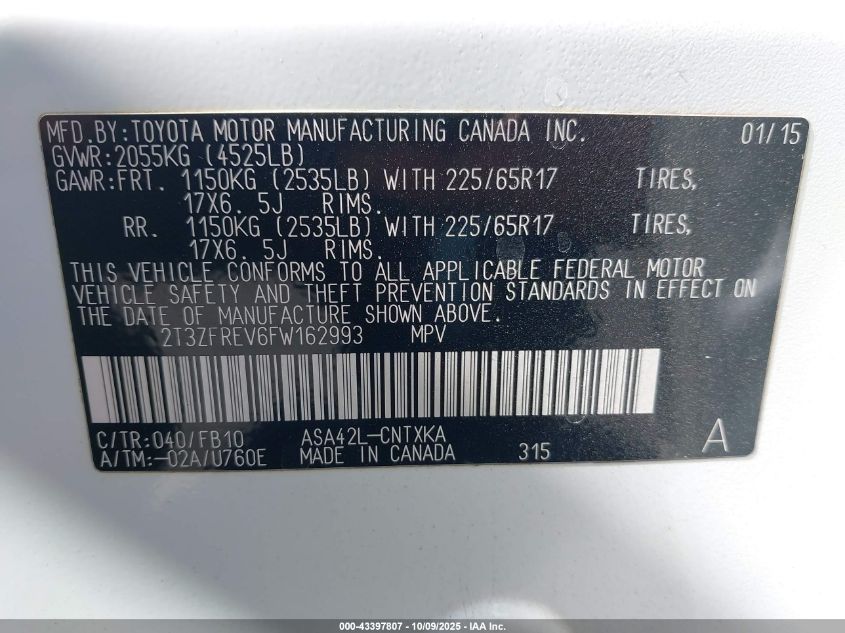 MFD.BY:TOYOTA MOTOR MANUFACTURING CANADA INC. 01/15
GVWR:2055KG (4525LB)
GAWR:FRT. 1150KG (2535LB) WITH 225/65R17 TIRES,
17X6. 5J RIMS.
RR. 1150KG (2535LB) WITH 225/65R17 TIRES,
17X6. 5J RIMS.
THIS VEHICLE CONFORMS TO ALL APPLICABLE FEDERAL MOTOR
VEHICLE SAFETY AND THEFT PREVENTION STANDARDS IN EFFECT ON
THE DATE OF MANUFACTURE SHOWN ABOVE.
2T3ZFREV6FW162993 MPV
C/TR:040/FB10 ASA42L-CNTXKA A
A/TM:-02A/U760E MADE IN CANADA 315
000-43397807 | 10/09/2025 | IAA Inc.